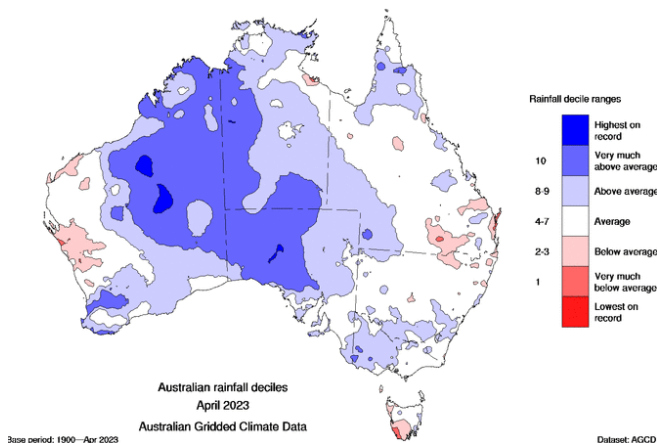 Rainfall decile ranges
Highest on
record
10
Very much
above average
8-9
Above average
4-7
Average
2-3
Below average
1
Very much
below average
Lowest on
record
Australian rainfall deciles
April 2023
Australian Gridded Climate Data
Base period: 1900—Apr 2023
Dataset: AGCD